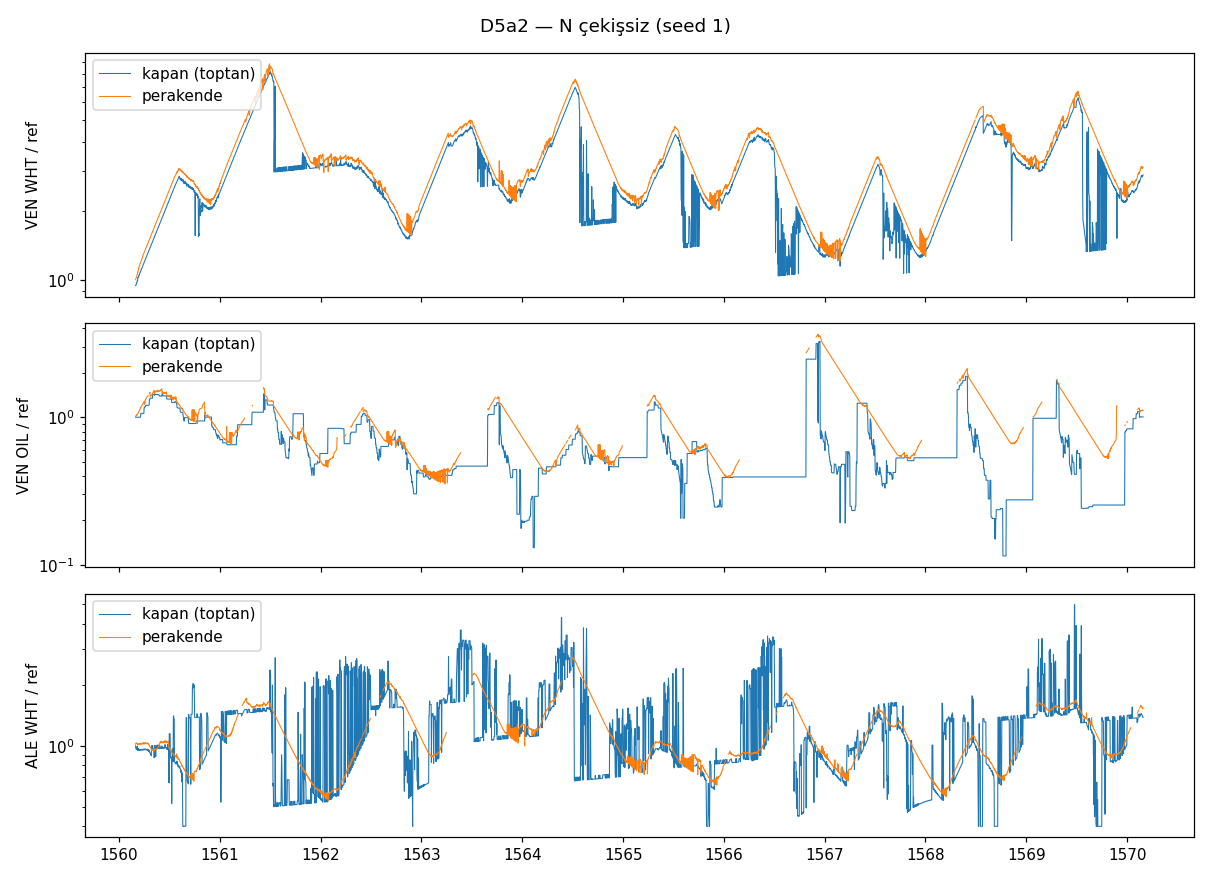 D5a2 — N çekişsiz (seed 1)
VEN WHT / ref
kapan (toptan)
perakende
10⁰
VEN OIL / ref
kapan (toptan)
perakende
10⁰
10⁻¹
ALE WHT / ref
kapan (toptan)
perakende
10⁰
1560 1561 1562 1563 1564 1565 1566 1567 1568 1569 1570